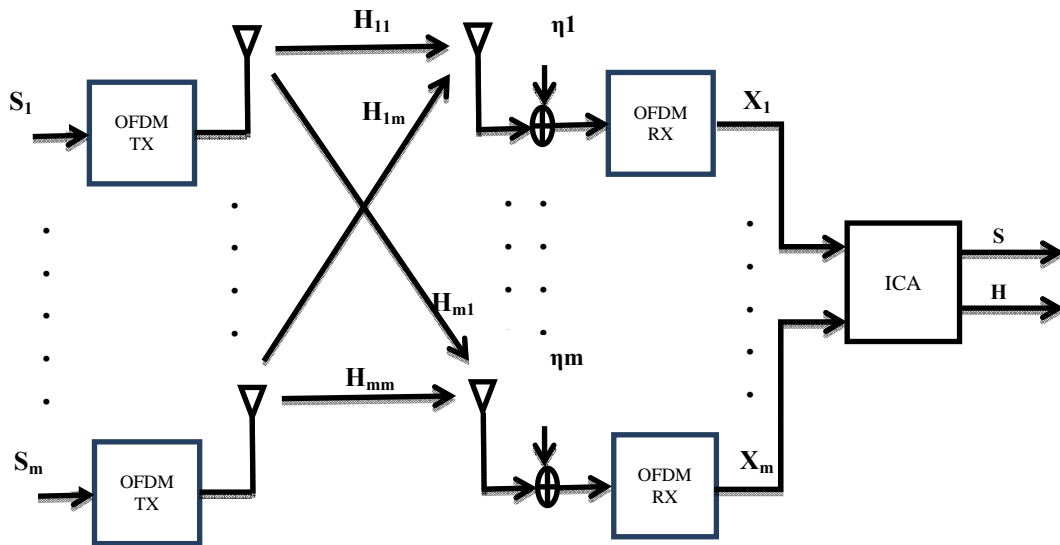 H11
η1
S1
OFDM
TX
H1m
OFDM
RX
X1
S
ICA
H
Hm1
ηm
Hmm
Sm
OFDM
TX
OFDM
RX
Xm